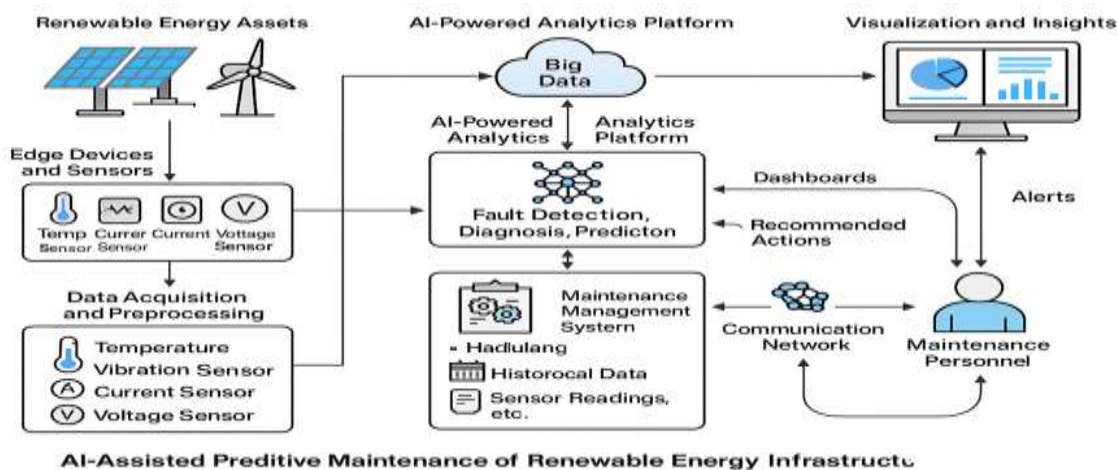 Renewable Energy Assets
AI-Powered Analytics Platform
Visualization and Insights
Big
Data
AI-Powered
Analytics
Analytics
Platform
Edge Devices
and Sensors
Temp
Sensor
Currer
Sensor
Current
Vottage
Sensor
Fault Detection,
Diagnosis, Predicton
Dashboards
Recommended
Actions
Alerts
Data Acquisition
and Preprocessing
Temperature
Vibration Sensor
A Current Sensor
V Voltage Sensor
Maintenance
Management
System
- Hadlulang
Historocal Data
Sensor Readings,
etc.
Communication
Network
Maintenance
Personnel
AI-Assisted Preditive Maintenance of Renewable Energy Infrastructu